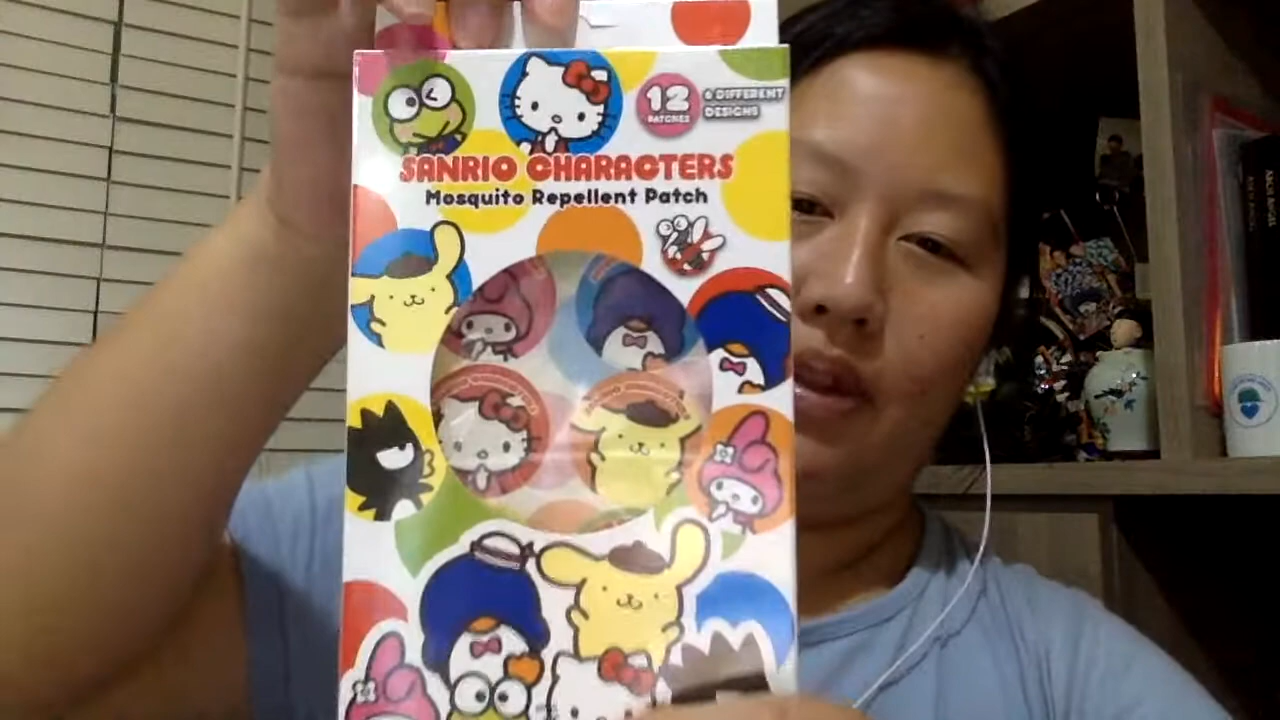 12
PATCHES
6 DIFFERENT
DESIGNS
SANRIO CHARACTERS
Mosquito Repellent Patch